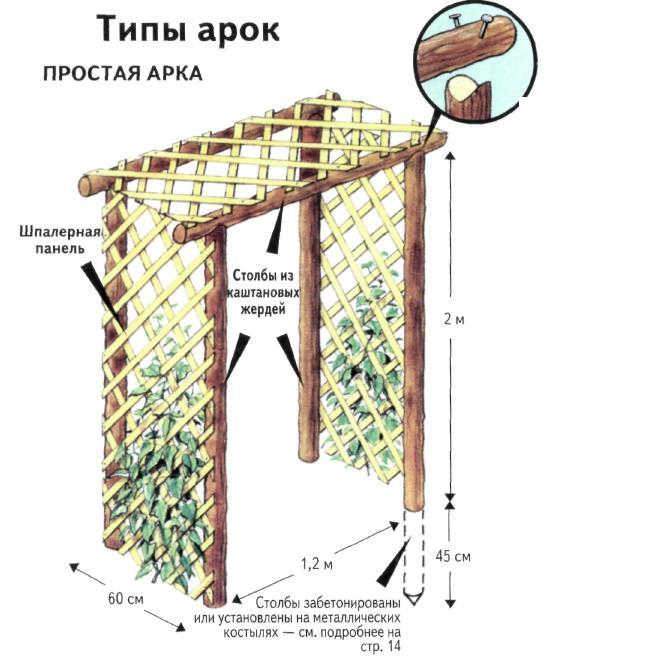 Типы арок
ПРОСТАЯ АРКА
Шпалерная
панель
Столбы из
каштановых
жердей
2 м
45 см
1,2 м
60 см
Столбы забетонированы
или установлены на металлических
костылях — см. подробнее на
стр. 14